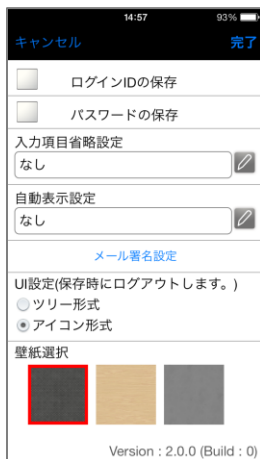 14:57 93%
キャンセル 完了
ログインIDの保存
パスワードの保存
入力項目省略設定
なし
自動表示設定
なし
メール署名設定
UI設定(保存時にログアウトします。)
ツリー形式
アイコン形式
壁紙選択
Version : 2.0.0 (Build : 0)